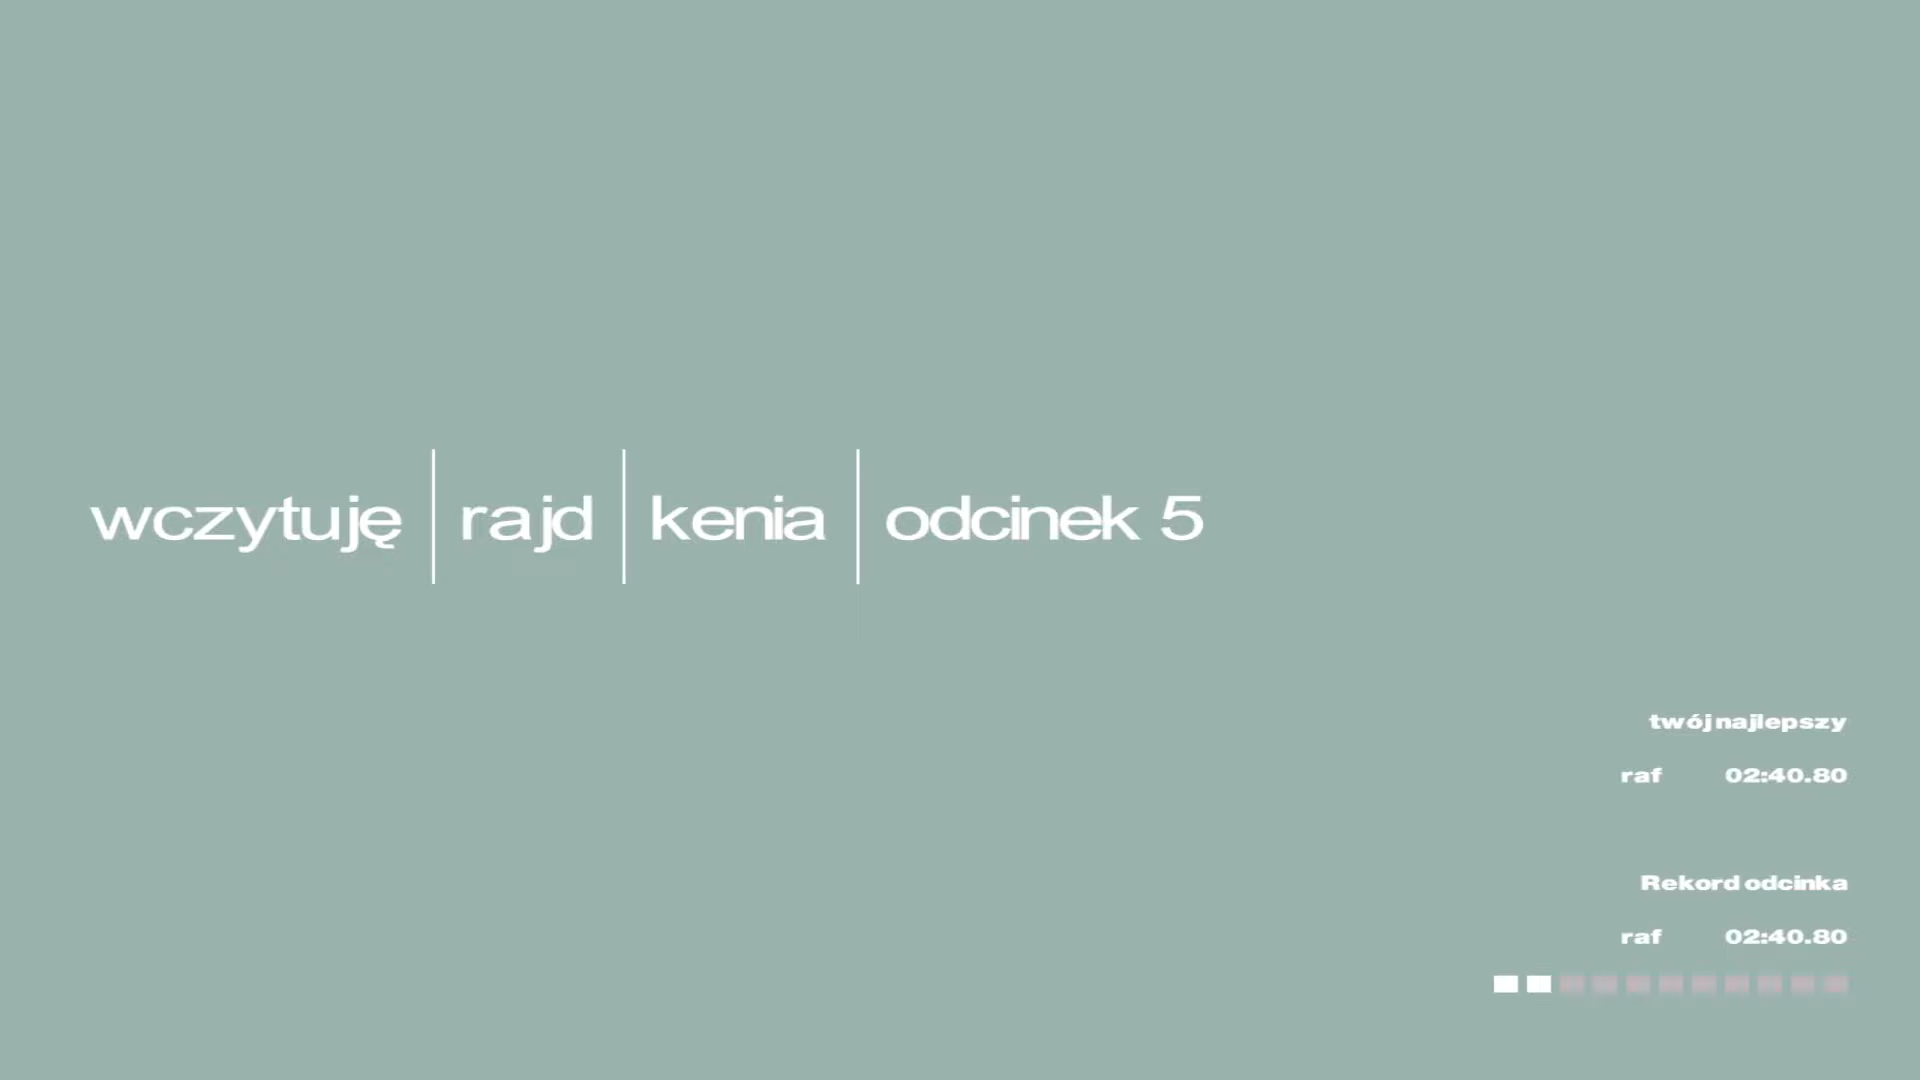 wczytuję rajd kenia odcinek 5
twój najlepszy
raf 02:40.80
Rekord odcinka
raf 02:40.80